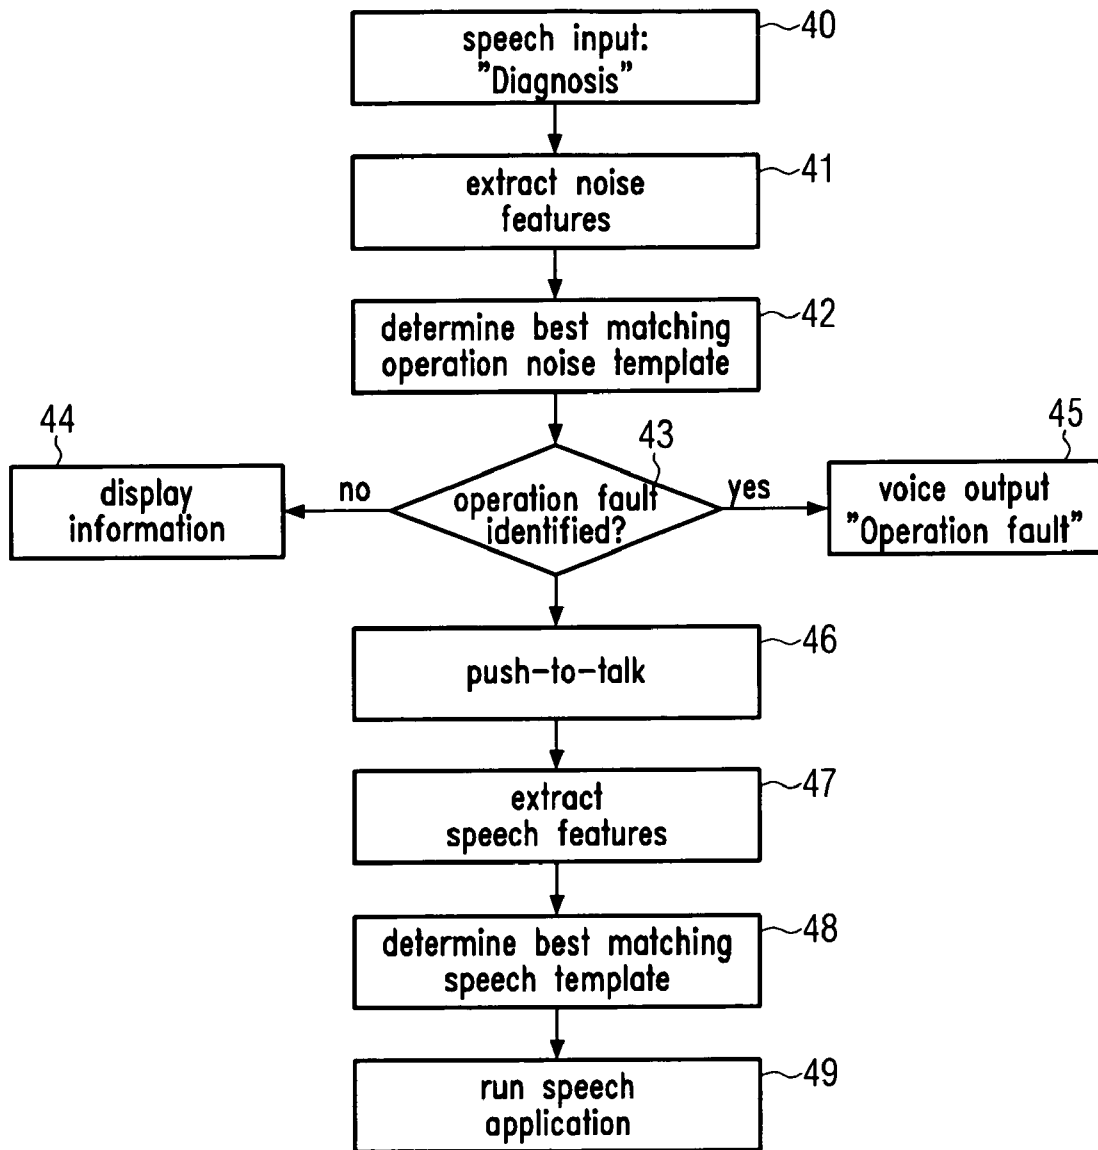 40
speech input:
"Diagnosis"
41
extract noise
features
42
determine best matching
operation noise template
43
operation fault
identified?
no
yes
44
display
information
45
voice output
"Operation fault"
46
push-to-talk
47
extract
speech features
48
determine best matching
speech template
49
run speech
application